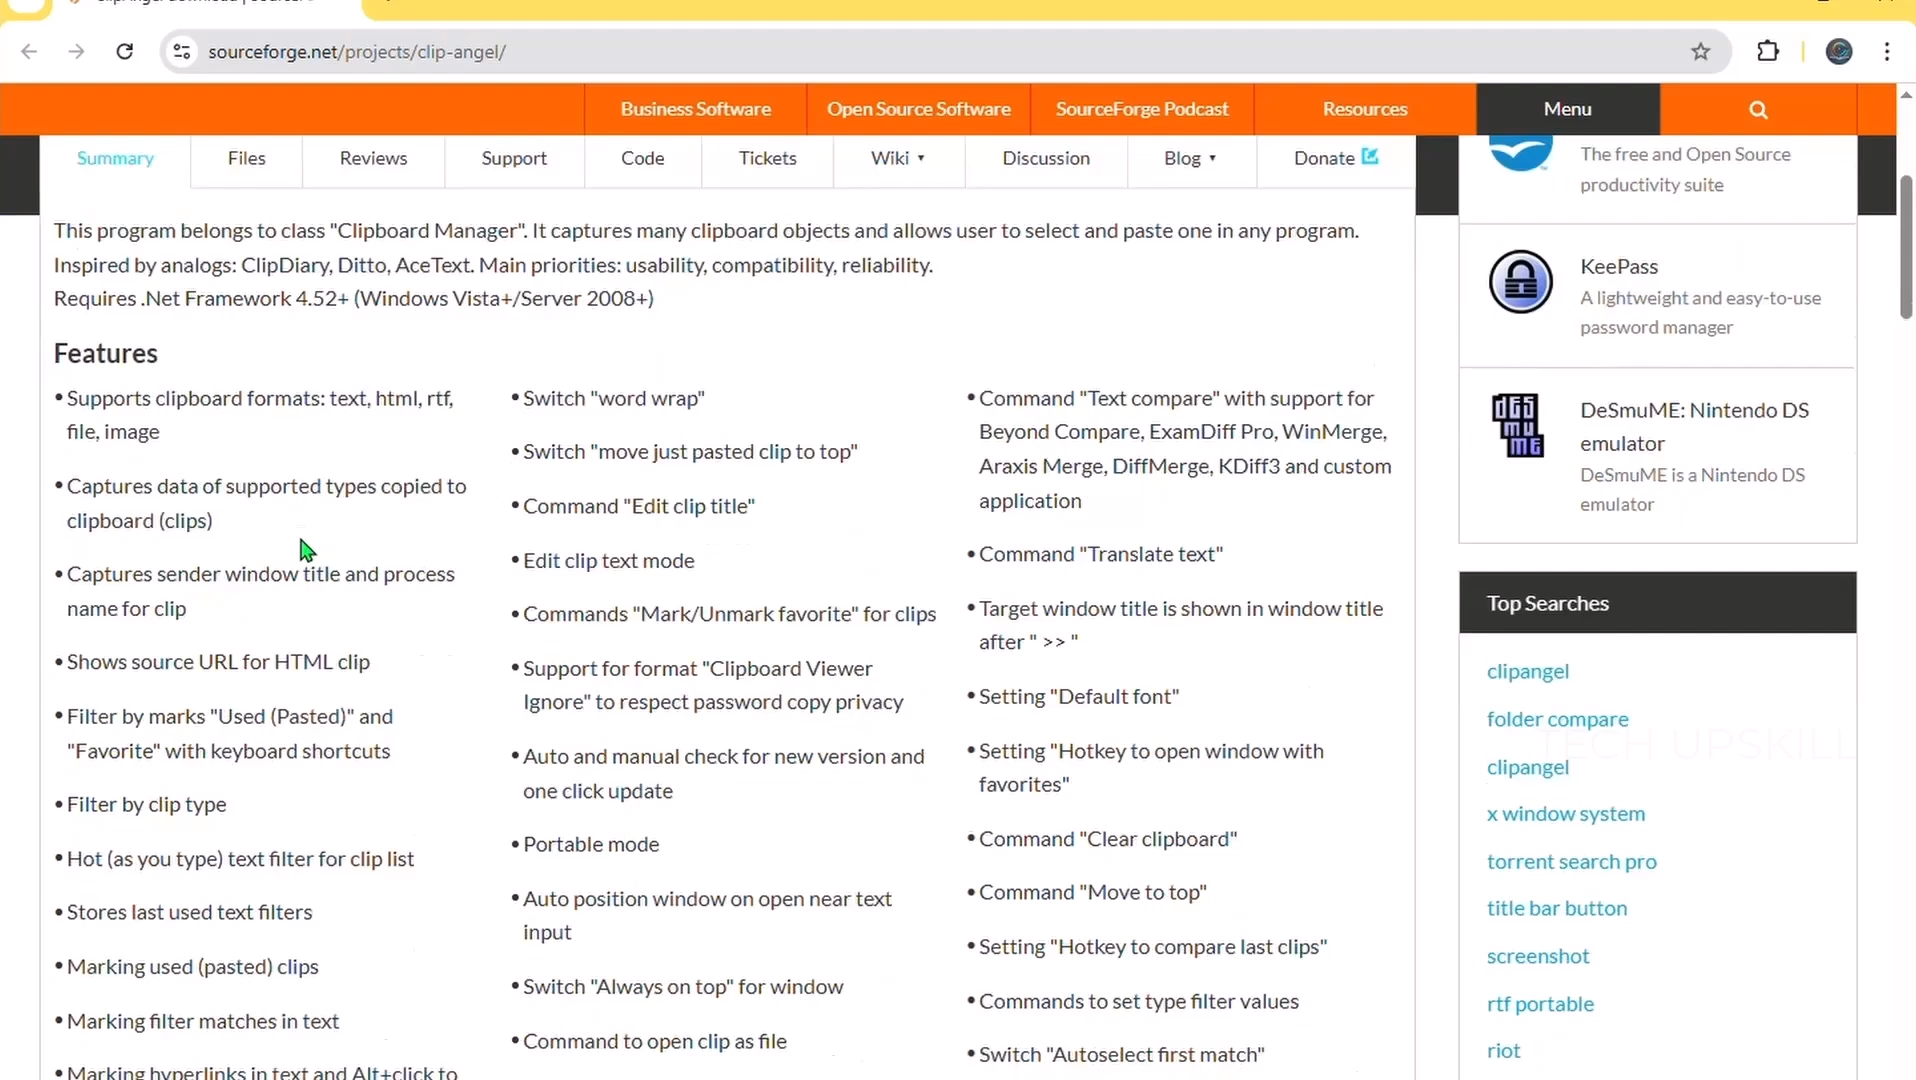 sourceforge.net/projects/clip-angel/
Business Software
Open Source Software
SourceForge Podcast
Resources
Menu
Summary
Files
Reviews
Support
Code
Tickets
Wiki
Discussion
Blog
Donate
This program belongs to class "Clipboard Manager". It captures many clipboard objects and allows user to select and paste one in any program.
Inspired by analogs: ClipDiary, Ditto, AceText. Main priorities: usability, compatibility, reliability.
Requires .Net Framework 4.52+ (Windows Vista+/Server 2008+)
Features
• Supports clipboard formats: text, html, rtf,
file, image
• Captures data of supported types copied to
clipboard (clips)
• Captures sender window title and process
name for clip
• Shows source URL for HTML clip
• Filter by marks "Used (Pasted)" and
"Favorite" with keyboard shortcuts
• Filter by clip type
• Hot (as you type) text filter for clip list
• Stores last used text filters
• Marking used (pasted) clips
• Marking filter matches in text
Marking hyperlinks in text and Alt+click to
• Switch "word wrap"
• Switch "move just pasted clip to top"
• Command "Edit clip title"
• Edit clip text mode
• Commands "Mark/Unmark favorite" for clips
• Support for format "Clipboard Viewer
Ignore" to respect password copy privacy
• Auto and manual check for new version and
one click update
• Portable mode
• Auto position window on open near text
input
• Switch "Always on top" for window
• Command to open clip as file
• Command "Text compare" with support for
Beyond Compare, ExamDiff Pro, WinMerge,
Araxis Merge, DiffMerge, KDiff3 and custom
application
• Command "Translate text"
• Target window title is shown in window title
after " >> "
• Setting "Default font"
• Setting "Hotkey to open window with
favorites"
• Command "Clear clipboard"
• Command "Move to top"
• Setting "Hotkey to compare last clips"
• Commands to set type filter values
• Switch "Autoselect first match"
The free and Open Source
productivity suite
KeePass
A lightweight and easy-to-use
password manager
DeSmuME: Nintendo DS
emulator
DeSmuME is a Nintendo DS
emulator
Top Searches
clipangel
folder compare
TECH UPSKILL
clipangel
x window system
torrent search pro
title bar button
screenshot
rtf portable
riot